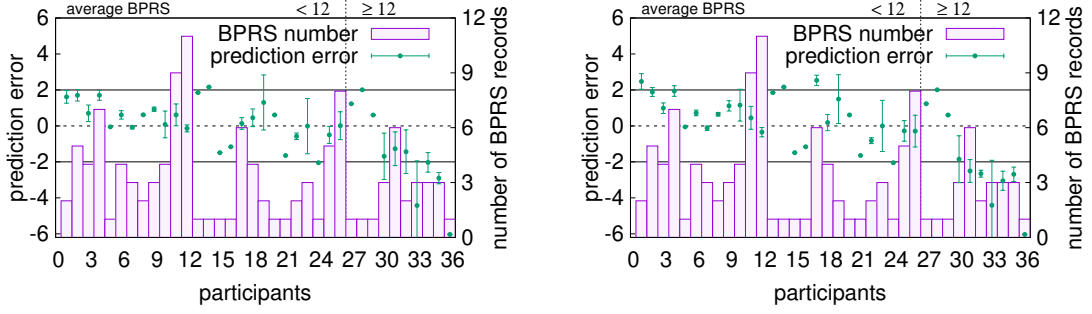 average BPRS < 12 ≥ 12
BPRS number
prediction error
prediction error
6
4
2
0
-2
-4
-6
12
9
6
3
0
number of BPRS records
0 3 6 9 12 15 18 21 24 27 30 33 36
participants
average BPRS < 12 ≥ 12
BPRS number
prediction error
prediction error
6
4
2
0
-2
-4
-6
12
9
6
3
0
number of BPRS records
0 3 6 9 12 15 18 21 24 27 30 33 36
participants